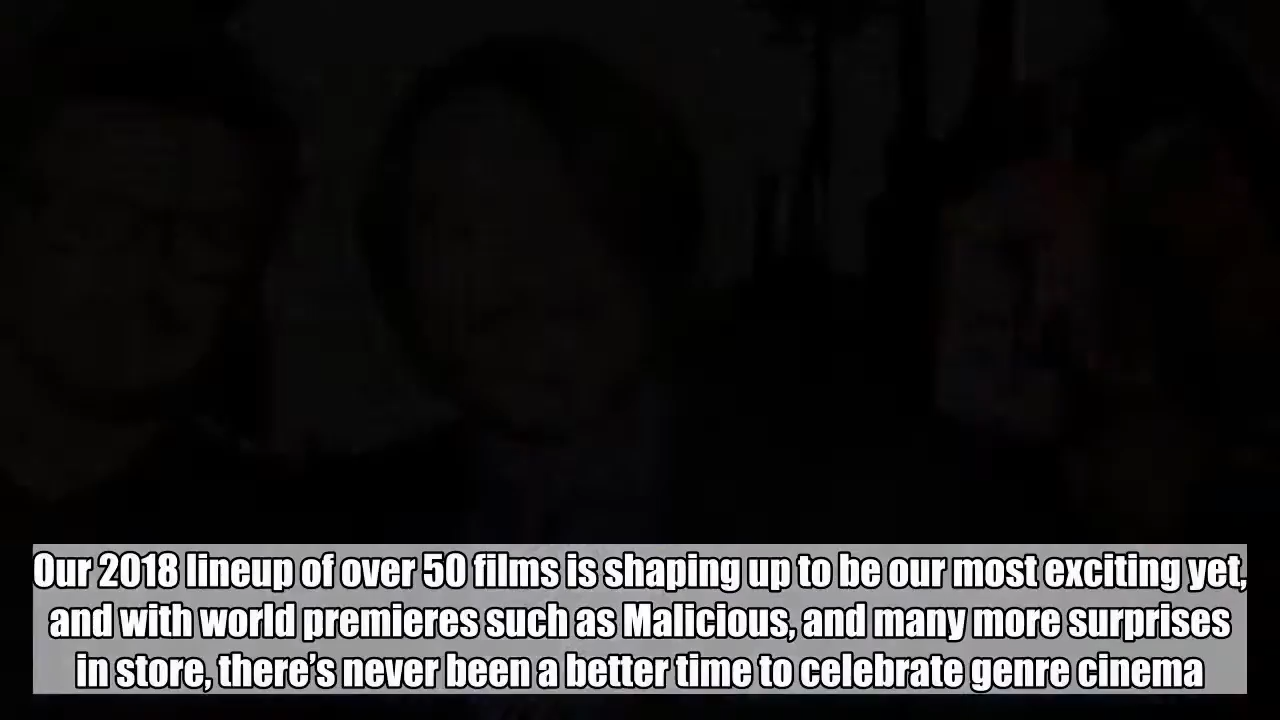 Our 2018 lineup of over 50 films is shaping up to be our most exciting yet,
and with world premieres such as Malicious, and many more surprises
in store, there’s never been a better time to celebrate genre cinema